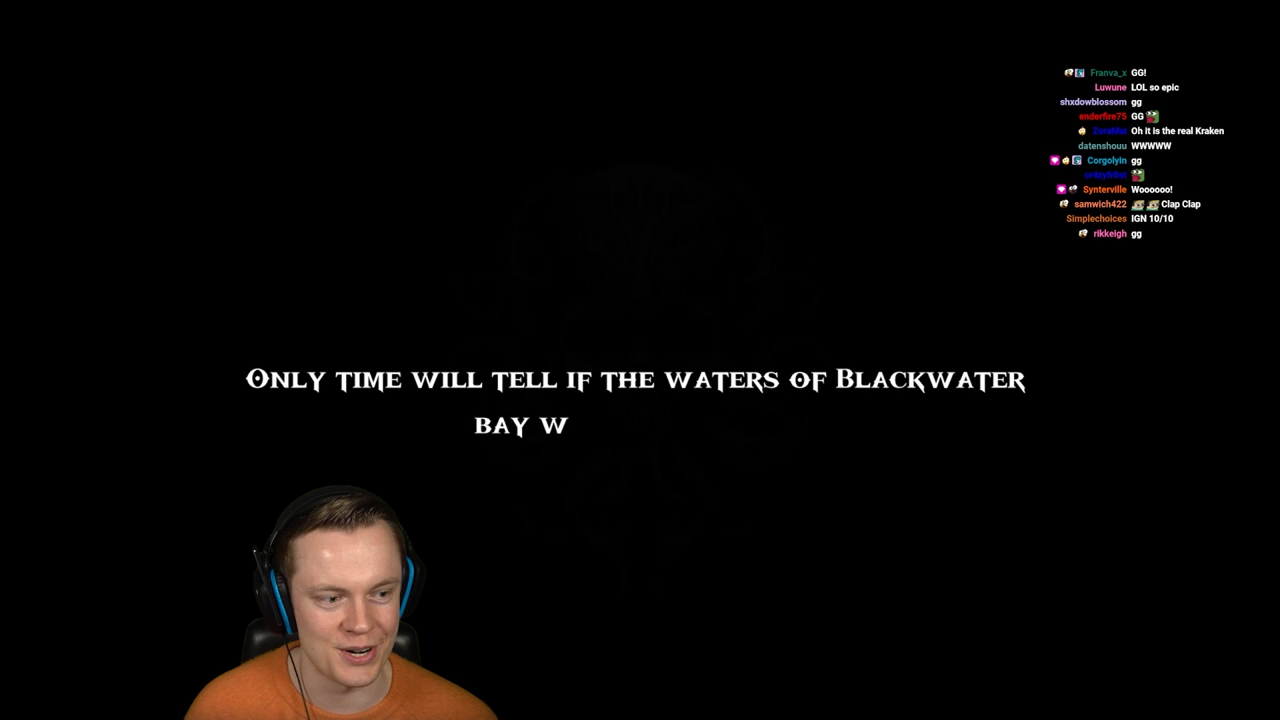 Franva_x GG!
Luwune LOL so epic
shxdowblossom gg
enderfire75 GG
Oh it is the real Kraken
datenshouu WWWWW
Corgolyin gg
Synterville Woooooo!
samwich422 Clap Clap
Simplechoices IGN 10/10
rikkeigh gg
Only time will tell if the waters of Blackwater
bay w